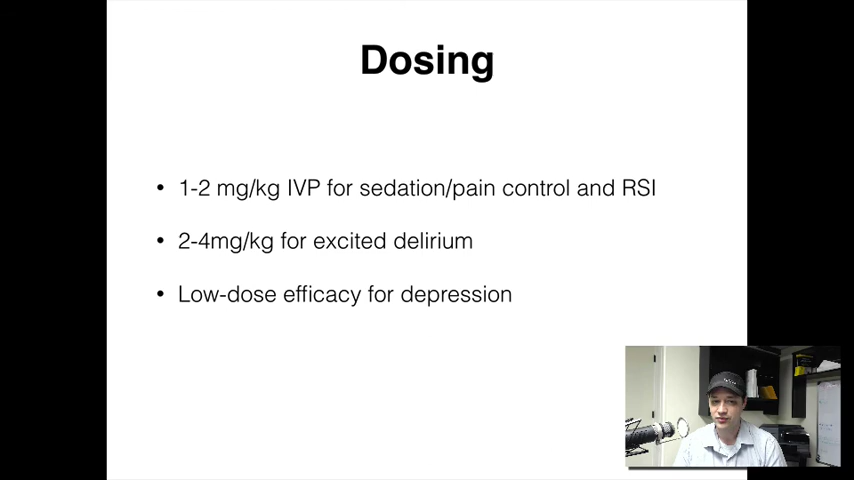 Dosing
• 1-2 mg/kg IVP for sedation/pain control and RSI
• 2-4mg/kg for excited delirium
• Low-dose efficacy for depression